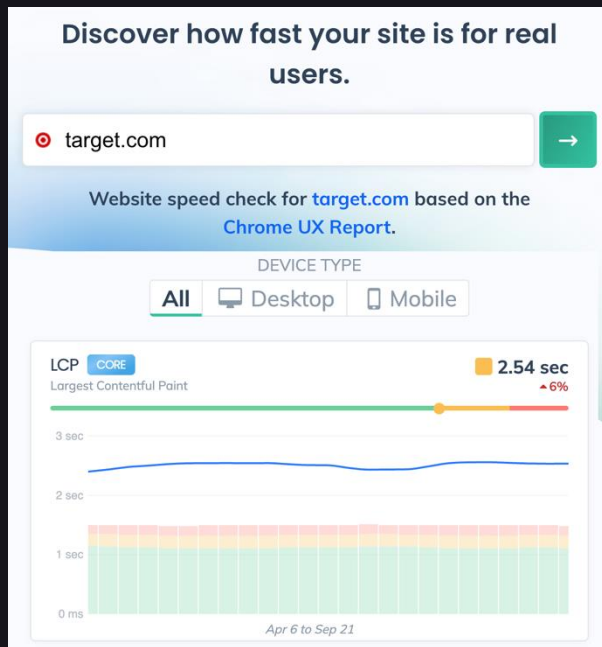 Discover how fast your site is for real
users.
target.com
→
Website speed check for target.com based on the
Chrome UX Report.
DEVICE TYPE
All Desktop Mobile
LCP CORE 2.54 sec
Largest Contentful Paint ▲6%
3 sec
2 sec
1 sec
0 ms
Apr 6 to Sep 21